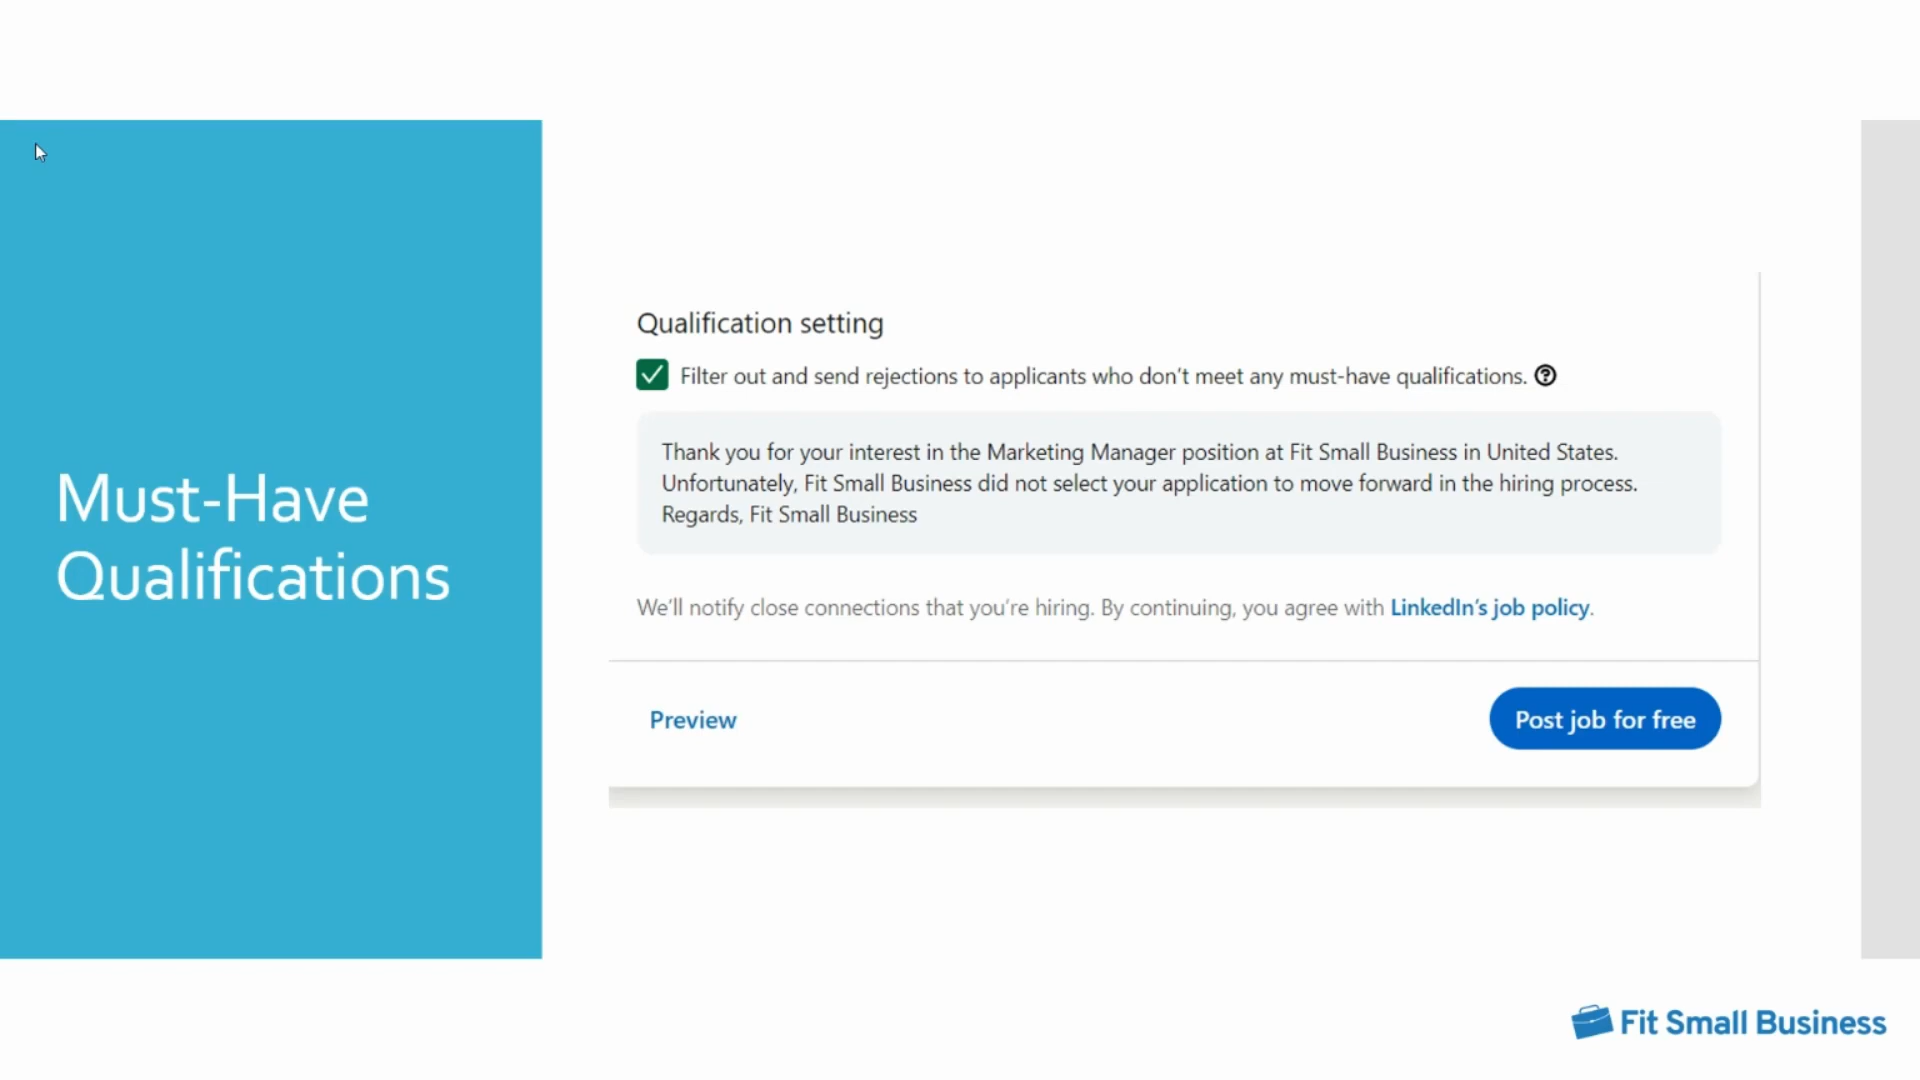 Must-Have
Qualifications
Qualification setting
Filter out and send rejections to applicants who don't meet any must-have qualifications.
Thank you for your interest in the Marketing Manager position at Fit Small Business in United States.
Unfortunately, Fit Small Business did not select your application to move forward in the hiring process.
Regards, Fit Small Business
We'll notify close connections that you're hiring. By continuing, you agree with LinkedIn's job policy.
Preview
Post job for free
Fit Small Business